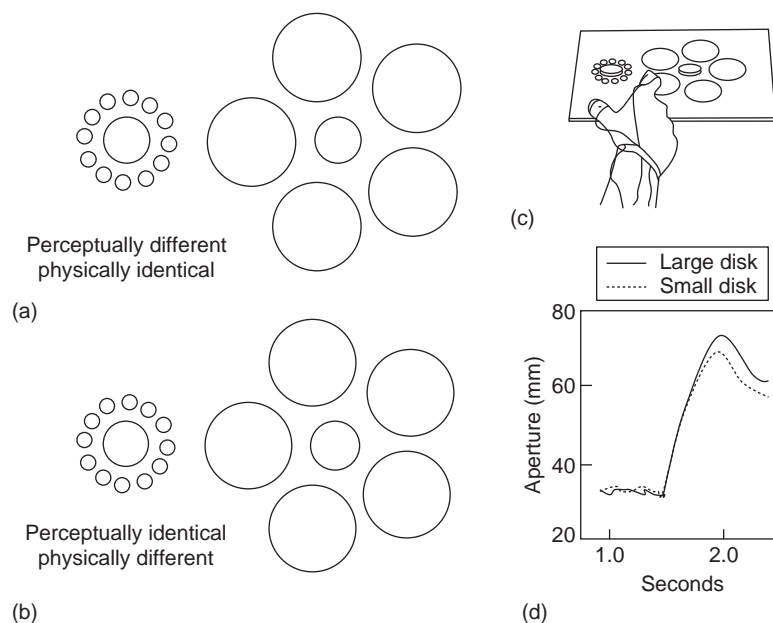 Perceptually different
physically identical
(a)
Perceptually identical
physically different
(b)
(c)
Large disk
Small disk
80
60
40
20
Aperture (mm)
1.0 2.0
Seconds
(d)